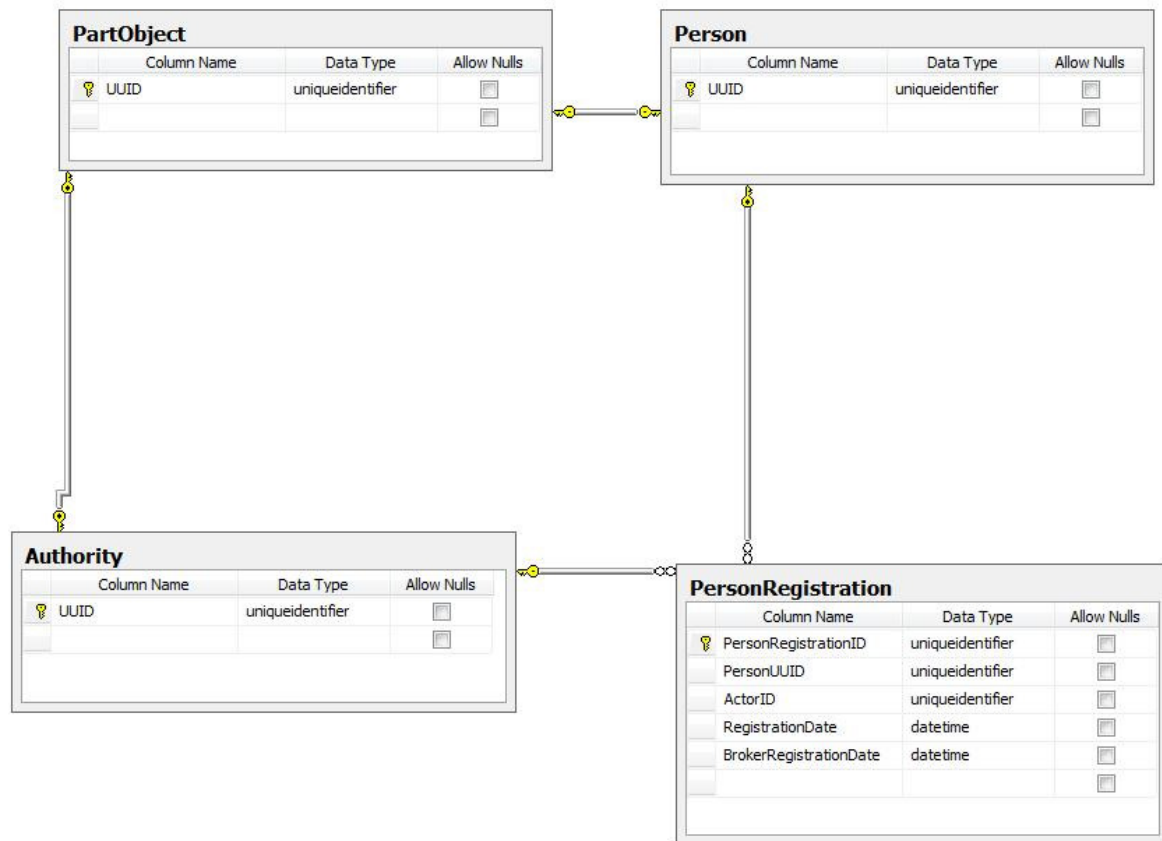 PartObject
Column Name Data Type Allow Nulls
UUID uniqueidentifier
Person
Column Name Data Type Allow Nulls
UUID uniqueidentifier
Authority
Column Name Data Type Allow Nulls
UUID uniqueidentifier
PersonRegistration
Column Name Data Type Allow Nulls
PersonRegistrationID uniqueidentifier
PersonUUID uniqueidentifier
ActorID uniqueidentifier
RegistrationDate datetime
BrokerRegistrationDate datetime